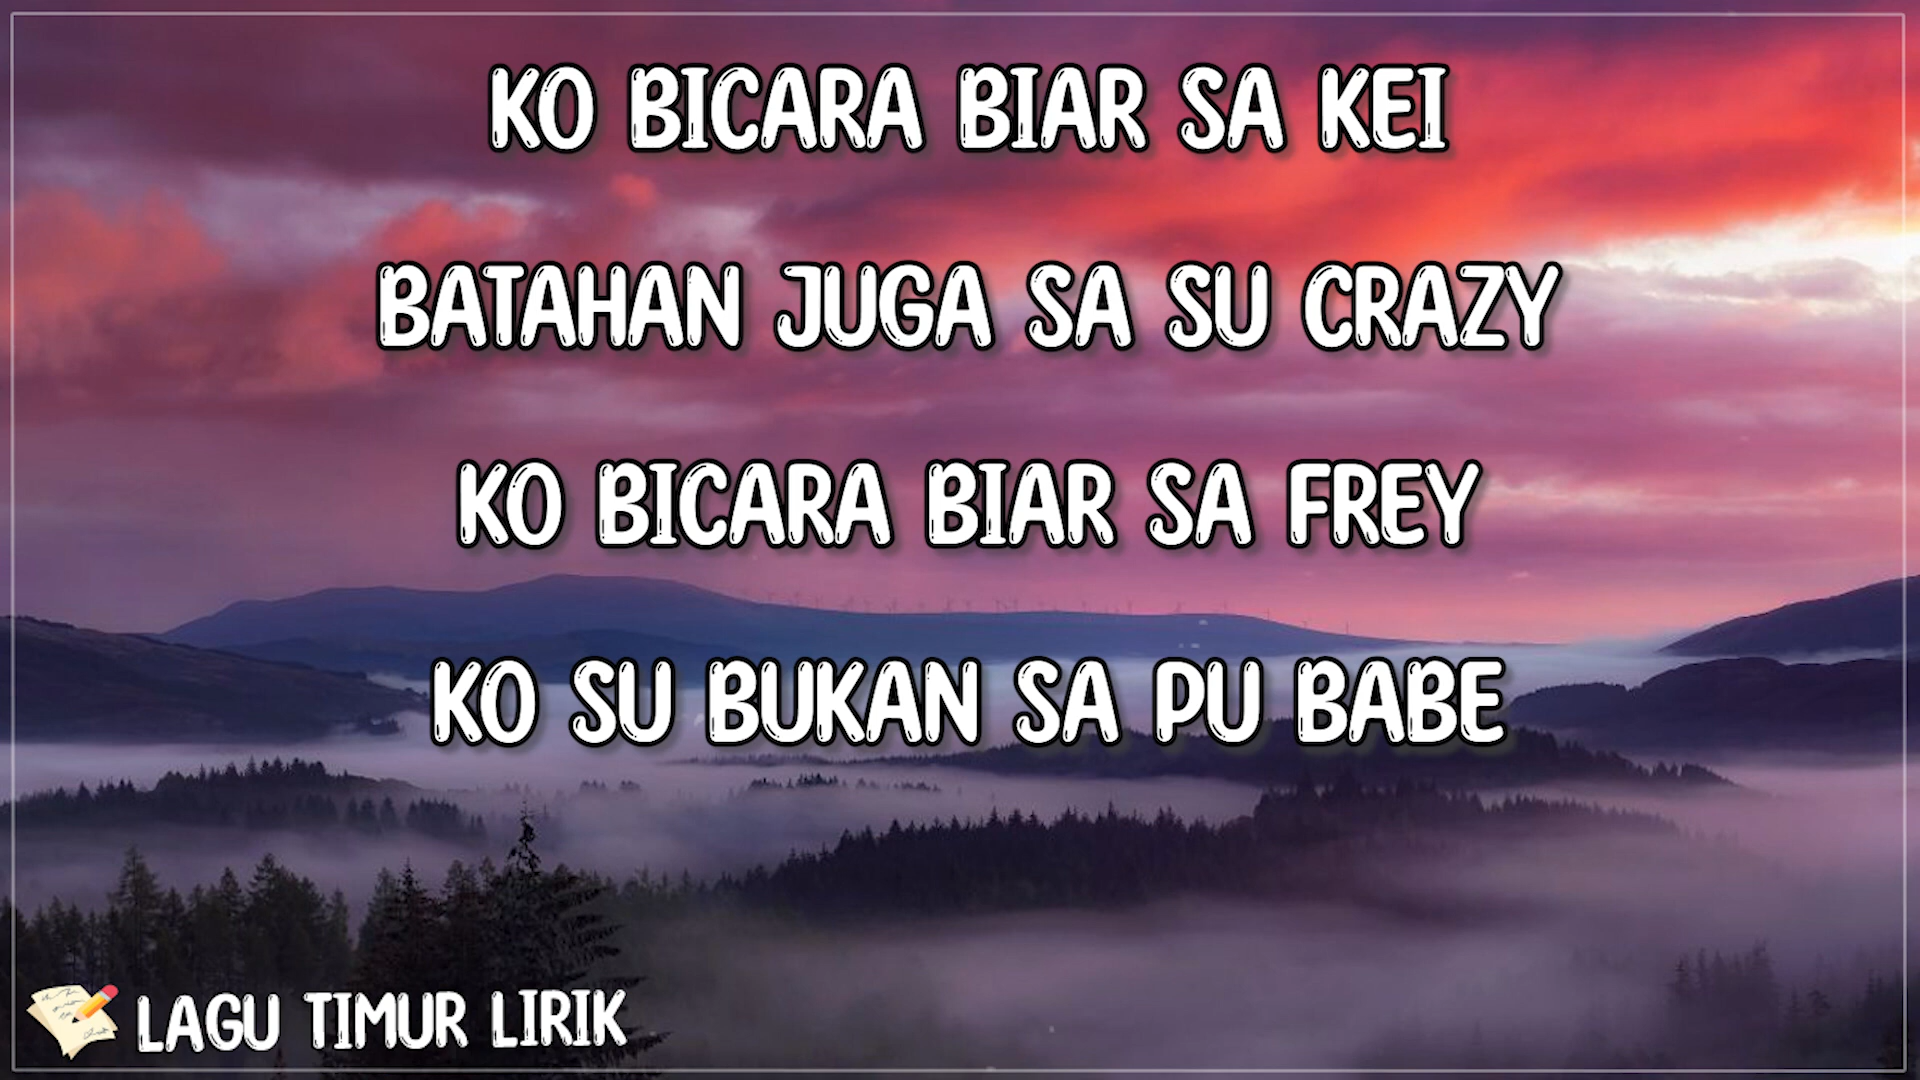 KO BICARA BIAR SA KEI
BATAHAN JUGA SA SU CRAZY
KO BICARA BIAR SA FREY
KO SU BUKAN SA PU BABE
LAGU TIMUR LIRIK